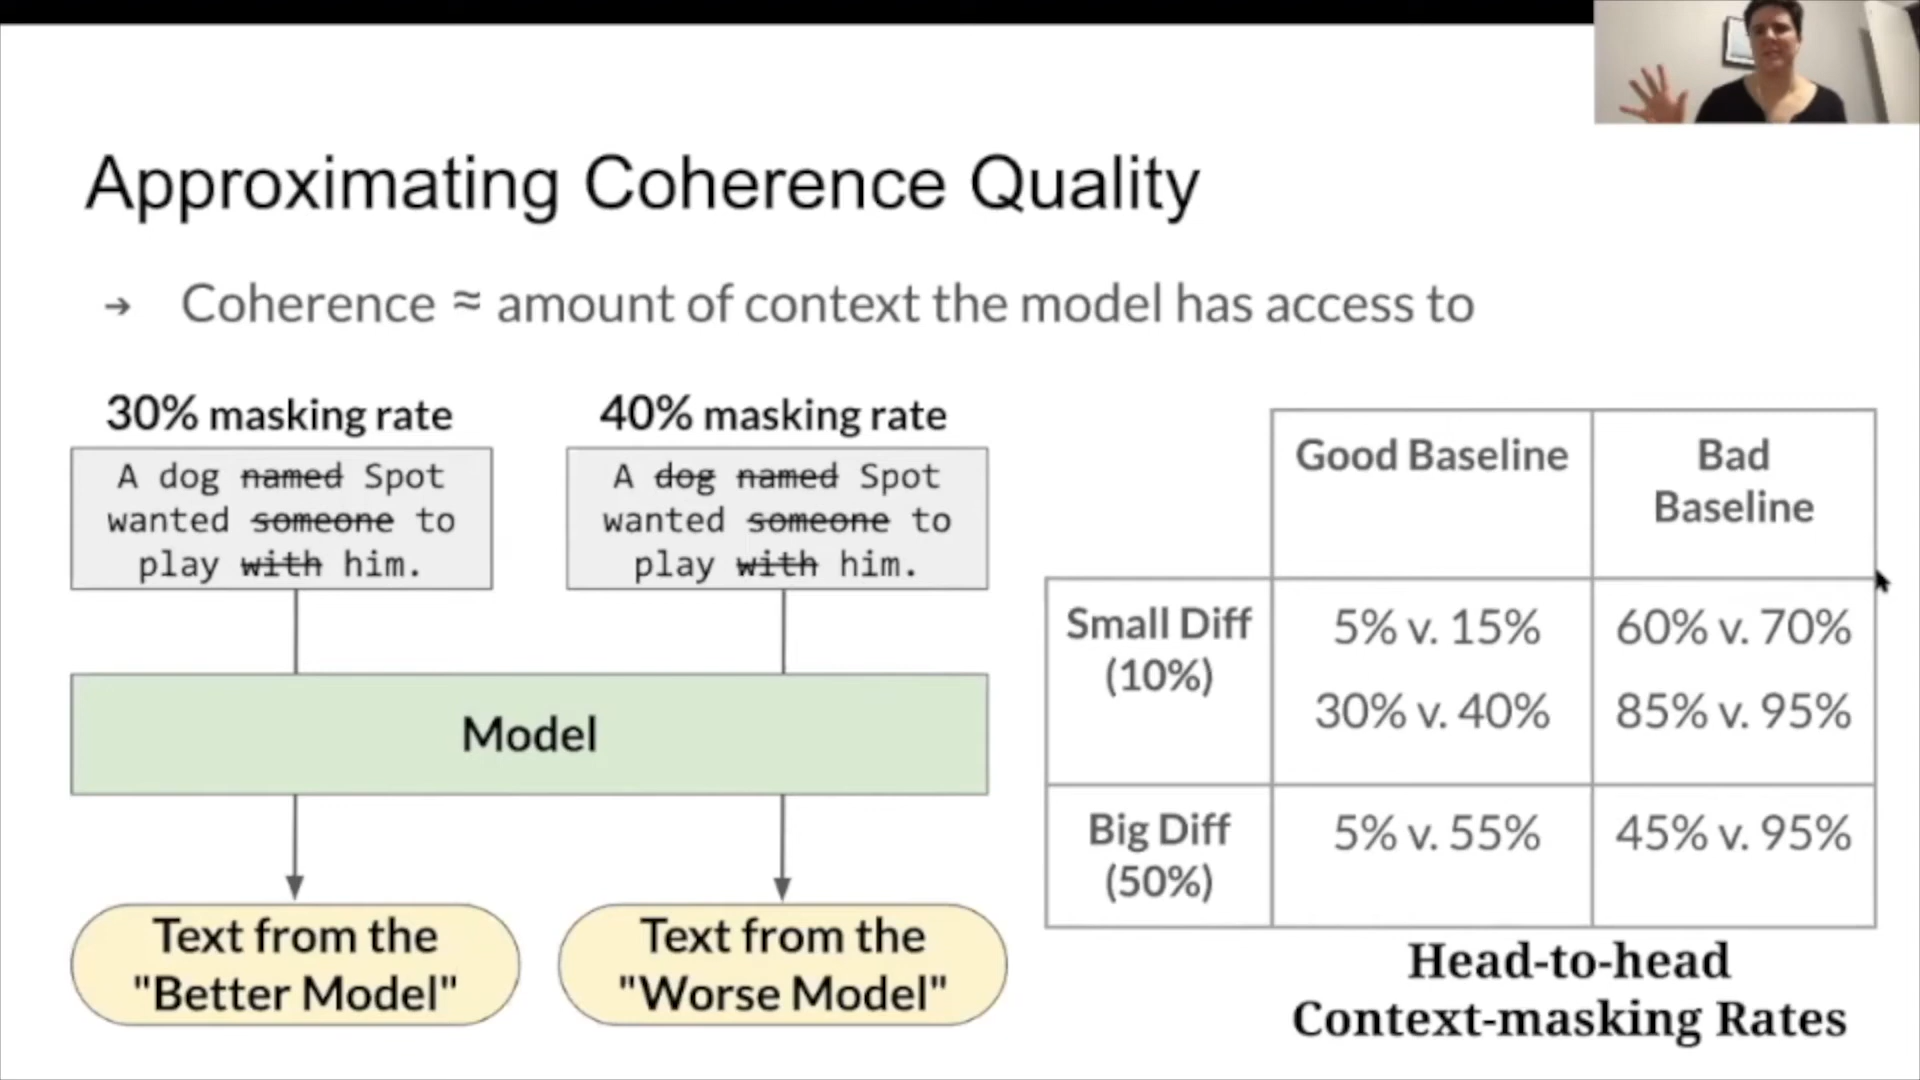 Approximating Coherence Quality
→ Coherence ≈ amount of context the model has access to
30% masking rate
A dog named Spot
wanted someone to
play with him.
40% masking rate
A dog named Spot
wanted someone to
play with him.
Model
Text from the
"Better Model"
Text from the
"Worse Model"
Good Baseline
Bad
Baseline
Small Diff
(10%)
5% v. 15%
60% v. 70%
30% v. 40%
85% v. 95%
Big Diff
(50%)
5% v. 55%
45% v. 95%
Head-to-head
Context-masking Rates